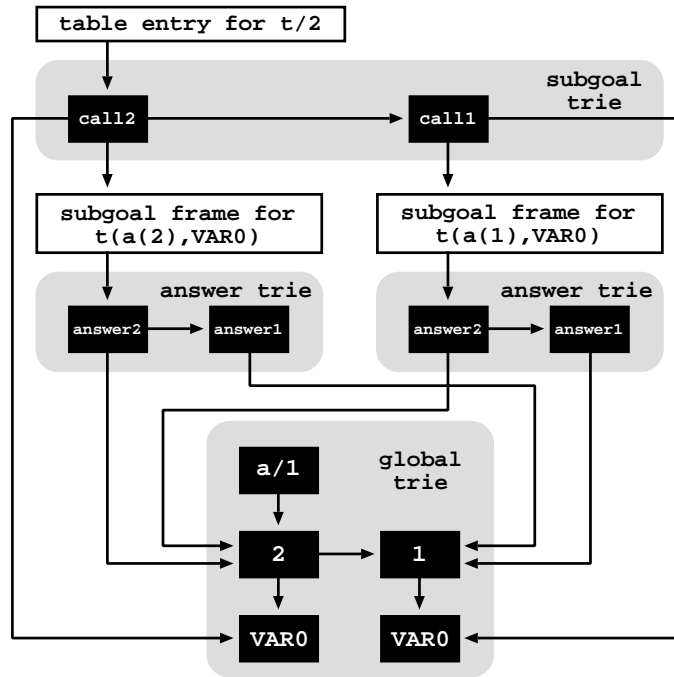 table entry for t/2
subgoal
trie
call2
call1
subgoal frame for
t(a(2),VAR0)
subgoal frame for
t(a(1),VAR0)
answer trie
answer trie
answer2
answer1
answer2
answer1
a/1
global
trie
2
1
VAR0
VAR0